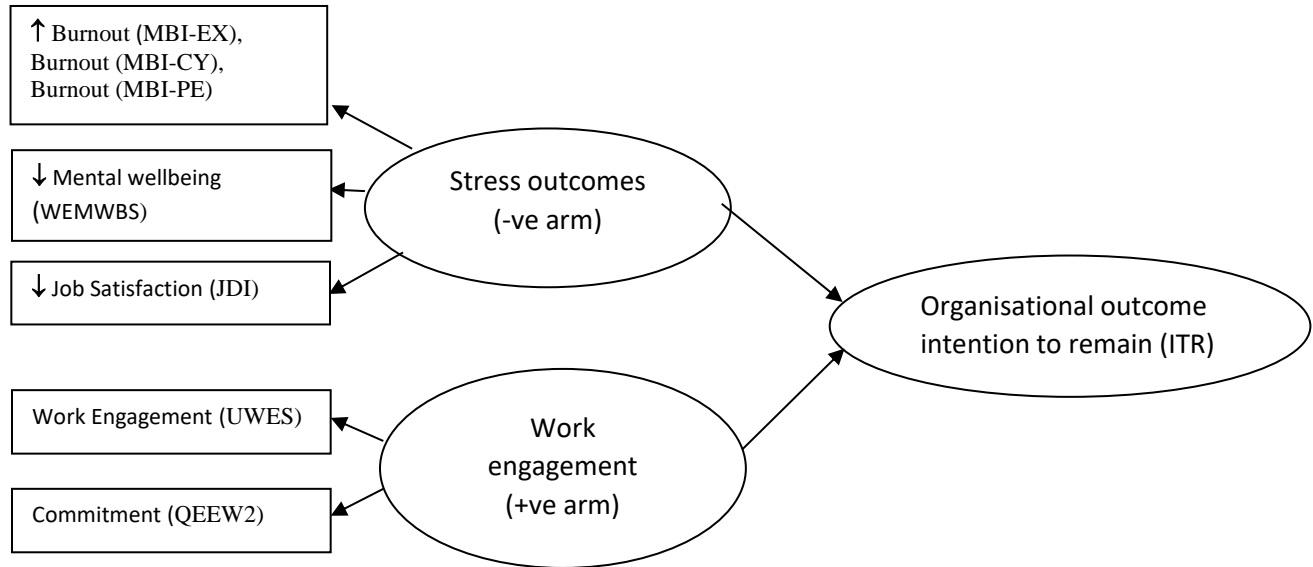 ↑ Burnout (MBI-EX),
Burnout (MBI-CY),
Burnout (MBI-PE)
↓ Mental wellbeing
(WEMWBS)
↓ Job Satisfaction (JDI)
Stress outcomes
(-ve arm)
Organisational outcome
intention to remain (ITR)
Work Engagement (UWES)
Commitment (QEEW2)
Work
engagement
(+ve arm)